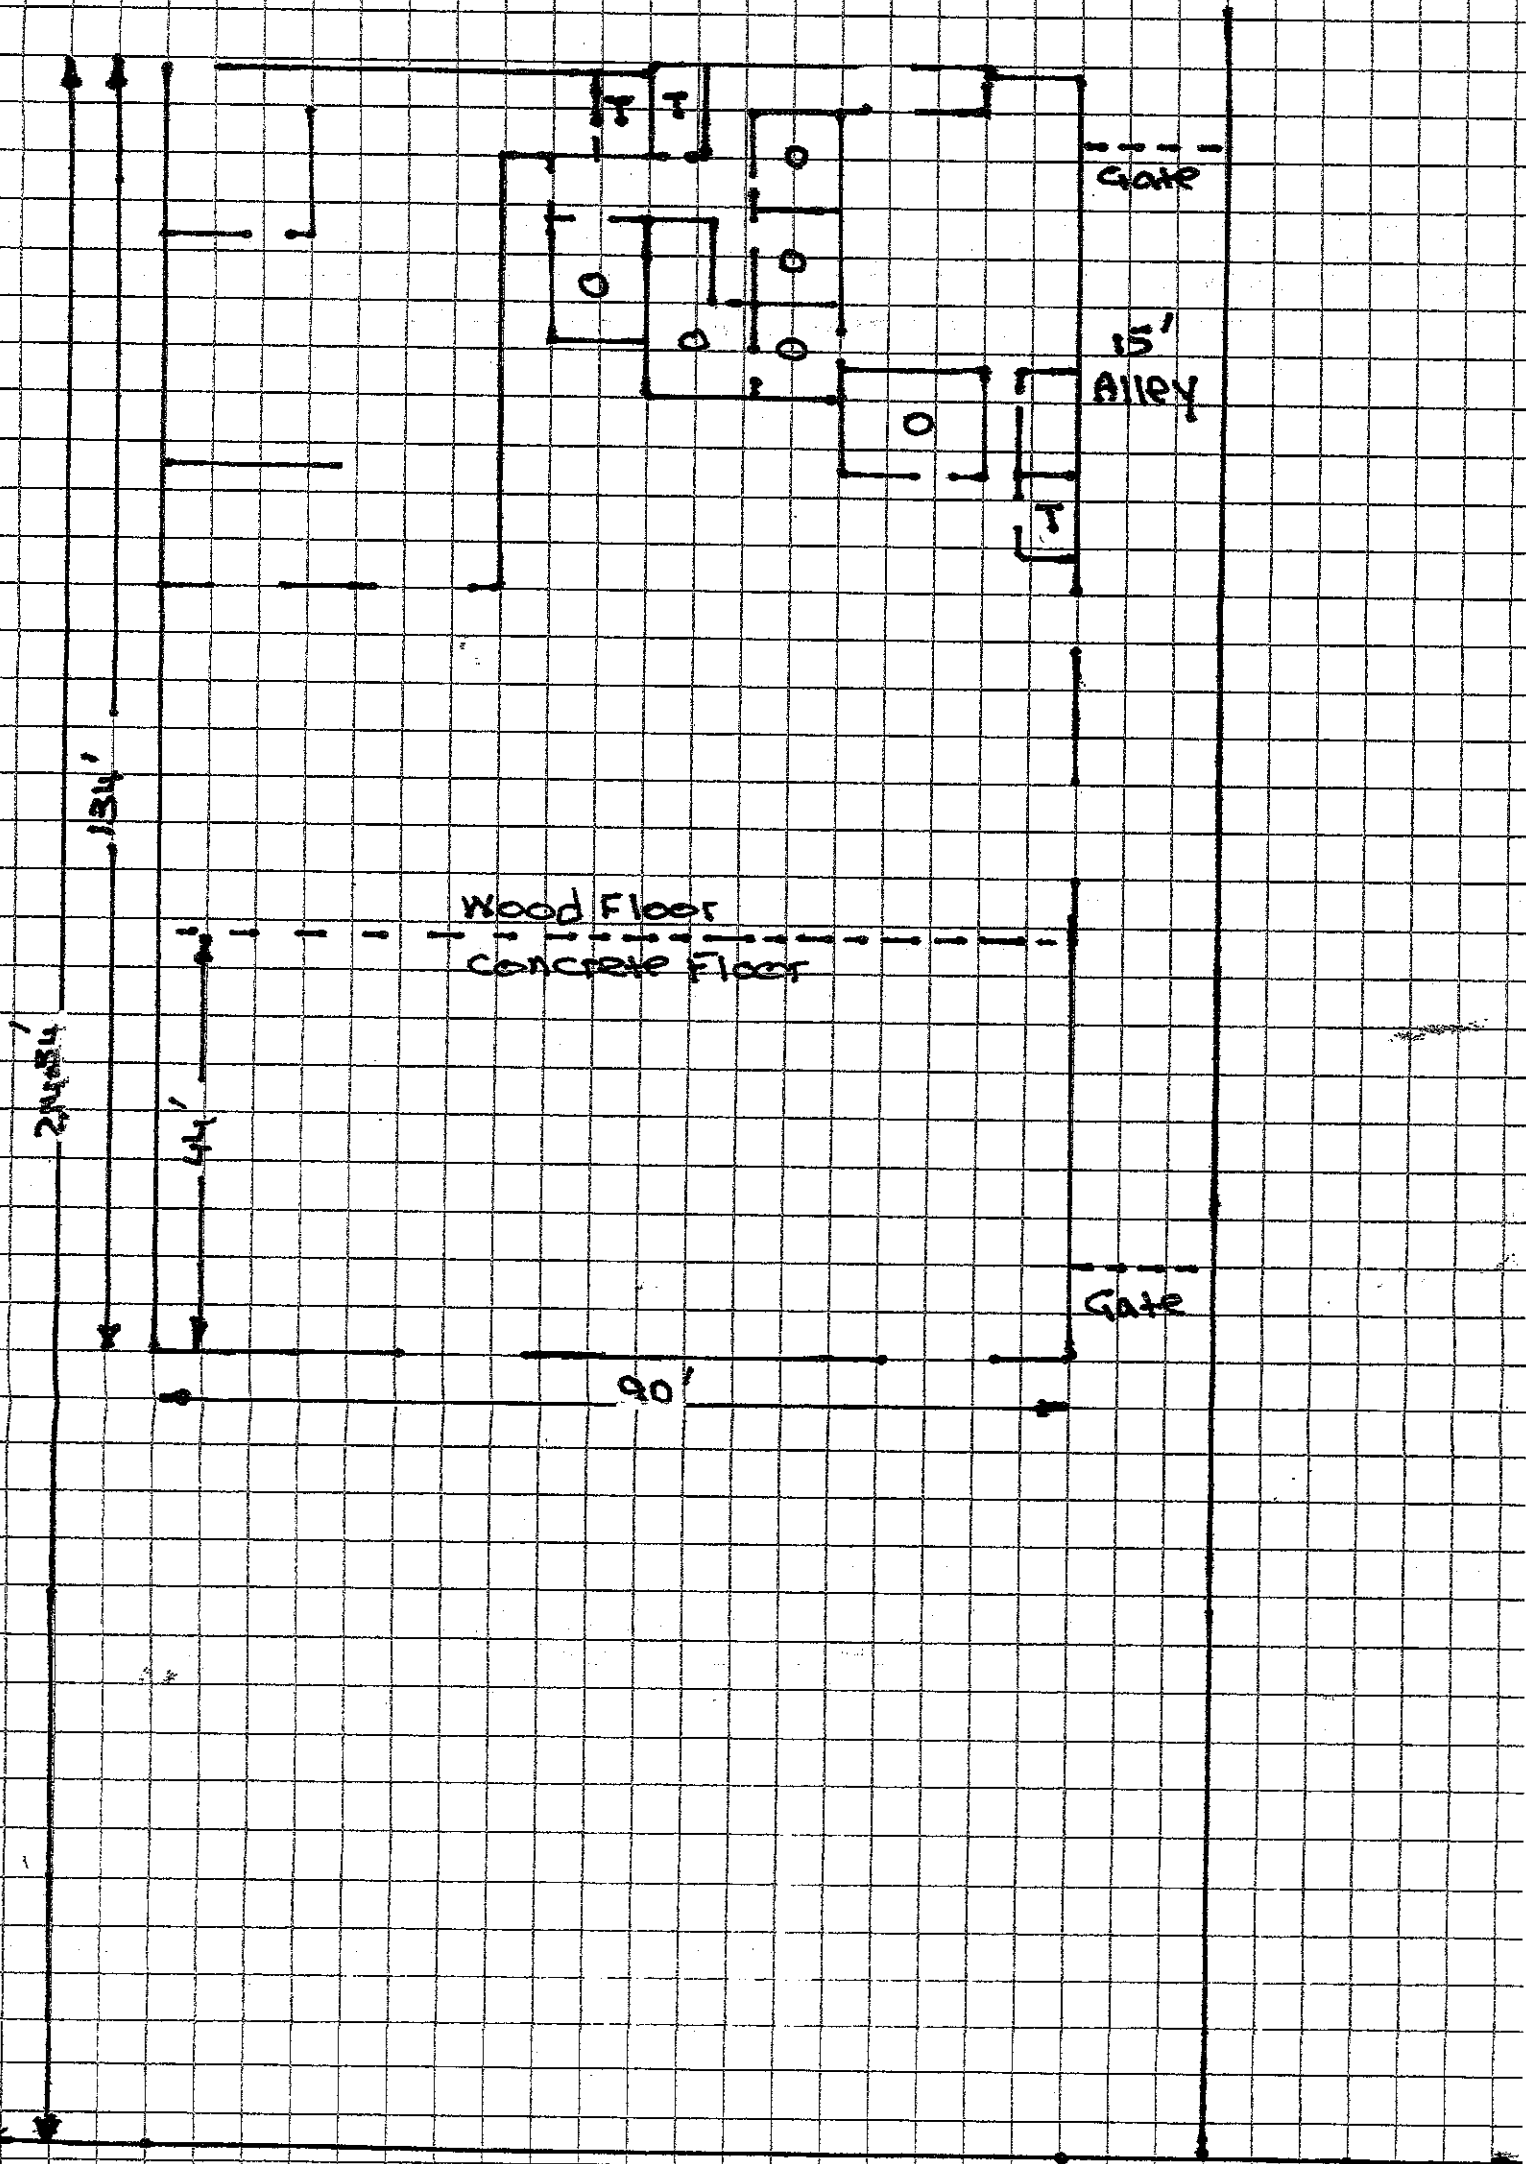 T T
O
Gate
O
O
O
O
15'
Alley
O
T
134'
Wood Floor
Concrete Floor
44'
Gate
90'